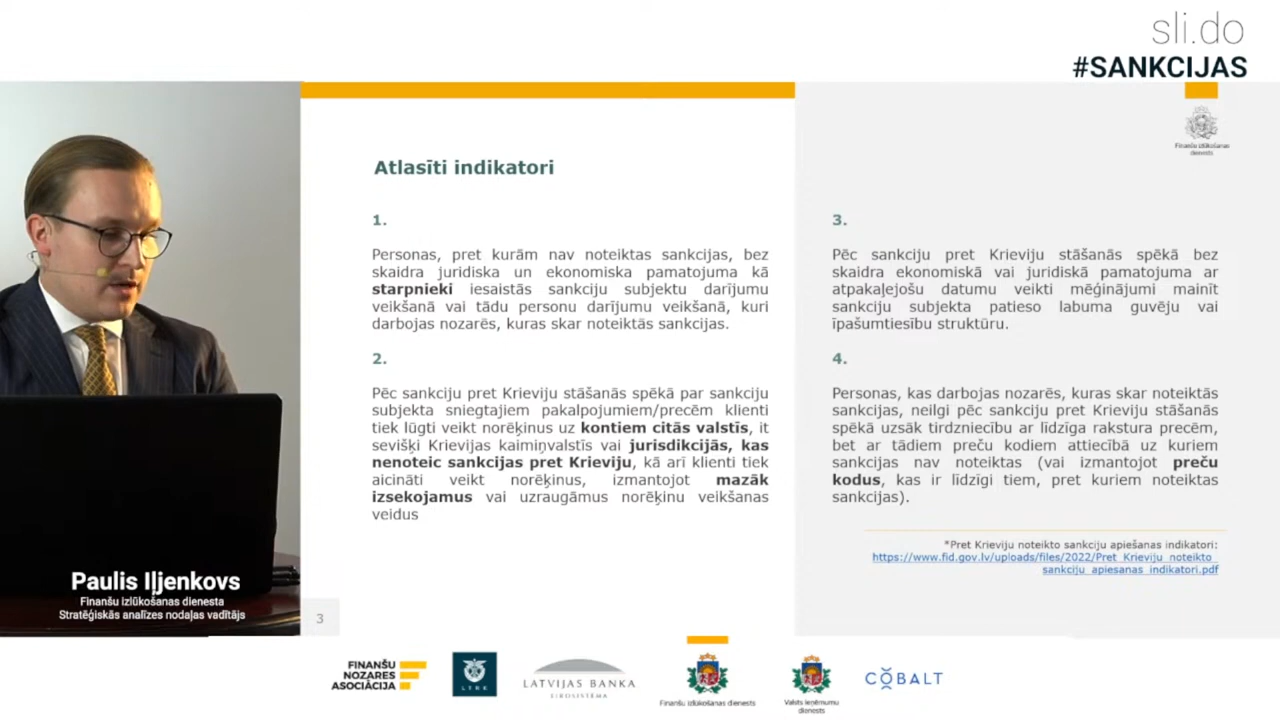 sli.do
#SANKCIJAS
Finanšu izlūkošanas
dienests
Atlasīti indikatori
1.
Personas, pret kurām nav noteiktas sankcijas, bez
skaidra juridiska un ekonomiska pamatojuma kā
starpnieki iesaistās sankciju subjektu darījumu
veikšanā vai tādu personu darījumu veikšanā, kuri
darbojas nozarēs, kuras skar noteiktās sankcijas.
2.
Pēc sankciju pret Krieviju stāšanās spēkā par sankciju
subjekta sniegtajiem pakalpojumiem/precēm klienti
tiek lūgti veikt norēķinus uz kontiem citās valstīs, it
sevišķi Krievijas kaimiņvalstīs vai jurisdikcijās, kas
nenoteic sankcijas pret Krieviju, kā arī klienti tiek
aicināti veikt norēķinus, izmantojot mazāk
izsekojamus vai uzraugāmus norēķinu veikšanas
veidus
3.
Pēc sankciju pret Krieviju stāšanās spēkā bez
skaidra ekonomiskā vai juridiskā pamatojuma ar
atpakaļejošu datumu veikti mēģinājumi mainīt
sankciju subjekta patieso labuma guvēju vai
īpašumtiesību struktūru.
4.
Personas, kas darbojas nozarēs, kuras skar noteiktās
sankcijas, neilgi pēc sankciju pret Krieviju stāšanās
spēkā uzsāk tirdzniecību ar līdzīga rakstura precēm,
bet ar tādiem preču kodiem attiecībā uz kuriem
sankcijas nav noteiktas (vai izmantojot preču
kodus, kas ir līdzīgi tiem, pret kuriem noteiktas
sankcijas).
*Pret Krieviju noteikto sankciju apiešanas indikatori:
https://www.fid.gov.lv/uploads/files/2022/Pret_Krieviju_noteikto_
sankciju_apiesanas_indikatori.pdf
3
Paulis Iļjenkovs
Finanšu izlūkošanas dienesta
Stratēģiskās analīzes nodaļas vadītājs
FINANŠU
NOZARES
ASOCIĀCIJA
LTRK
LATVIJAS BANKA
EIROSISTĒMA
Finanšu izlūkošanas dienests
Valsts ieņēmumu
dienests
COBALT